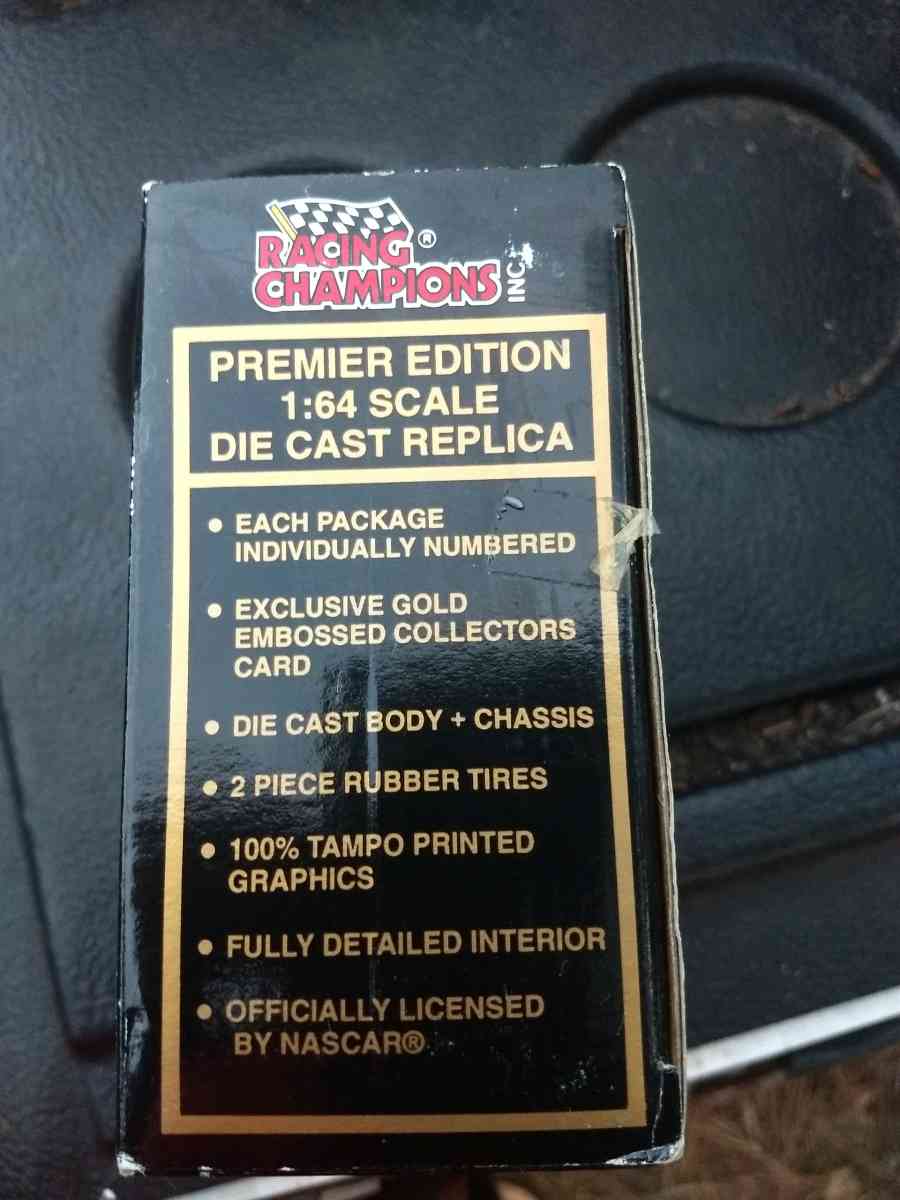 RACING ®
CHAMPIONS INC.
PREMIER EDITION
1:64 SCALE
DIE CAST REPLICA
• EACH PACKAGE
INDIVIDUALLY NUMBERED
• EXCLUSIVE GOLD
EMBOSSED COLLECTORS
CARD
• DIE CAST BODY + CHASSIS
• 2 PIECE RUBBER TIRES
• 100% TAMPO PRINTED
GRAPHICS
• FULLY DETAILED INTERIOR
• OFFICIALLY LICENSED
BY NASCAR®